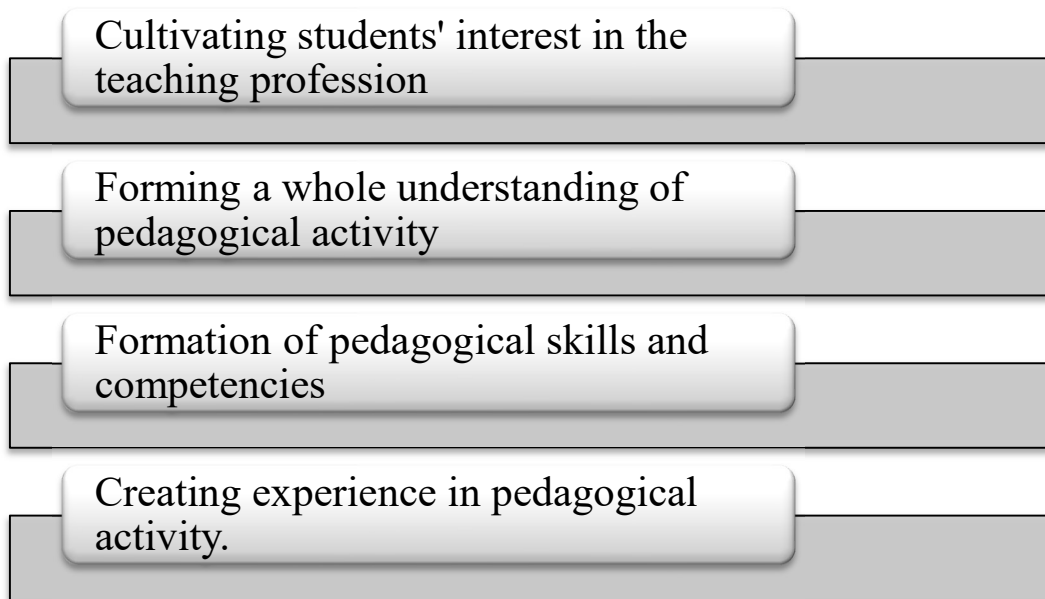 Cultivating students' interest in the
teaching profession
Forming a whole understanding of
pedagogical activity
Formation of pedagogical skills and
competencies
Creating experience in pedagogical
activity.